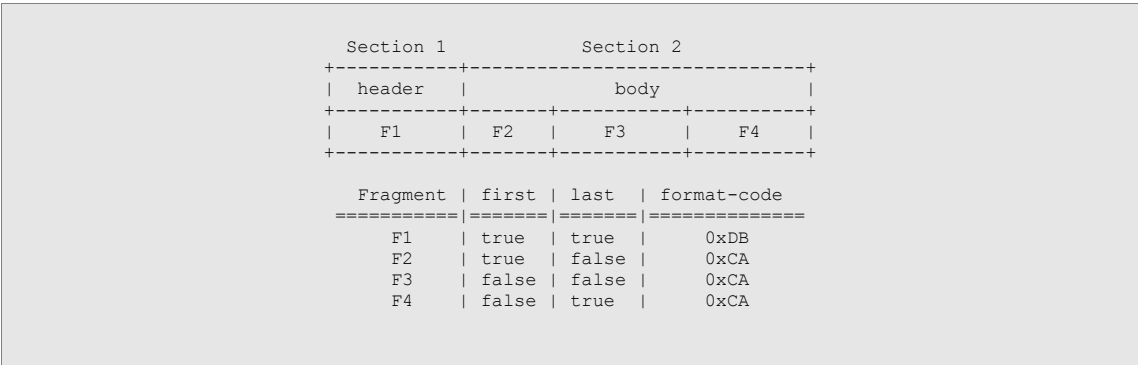 Section 1 Section 2
+-----------+------------------------------+
| header | body |
+-----------+-------+-----------+----------+
| F1 | F2 | F3 | F4 |
+-----------+-------+-----------+----------+
Fragment | first | last | format-code
===========|=======|=======|==============
F1 | true | true | 0xDB
F2 | true | false | 0xCA
F3 | false | false | 0xCA
F4 | false | true | 0xCA